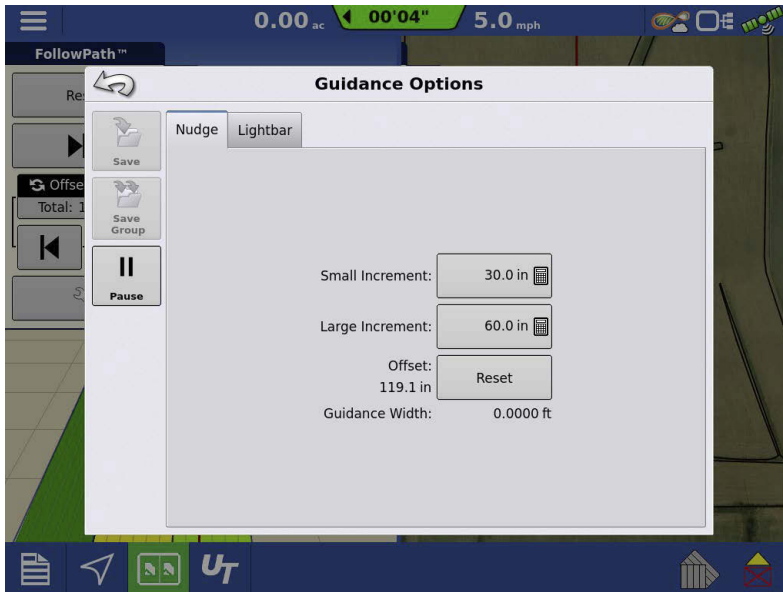 0.00 ac 00'04" 5.0 mph
FollowPath™
Guidance Options
Nudge Lightbar
Save
Offse
Total: 1
Save
Group
Pause
Small Increment: 30.0 in
Large Increment: 60.0 in
Offset:
119.1 in
Reset
Guidance Width: 0.0000 ft
UT